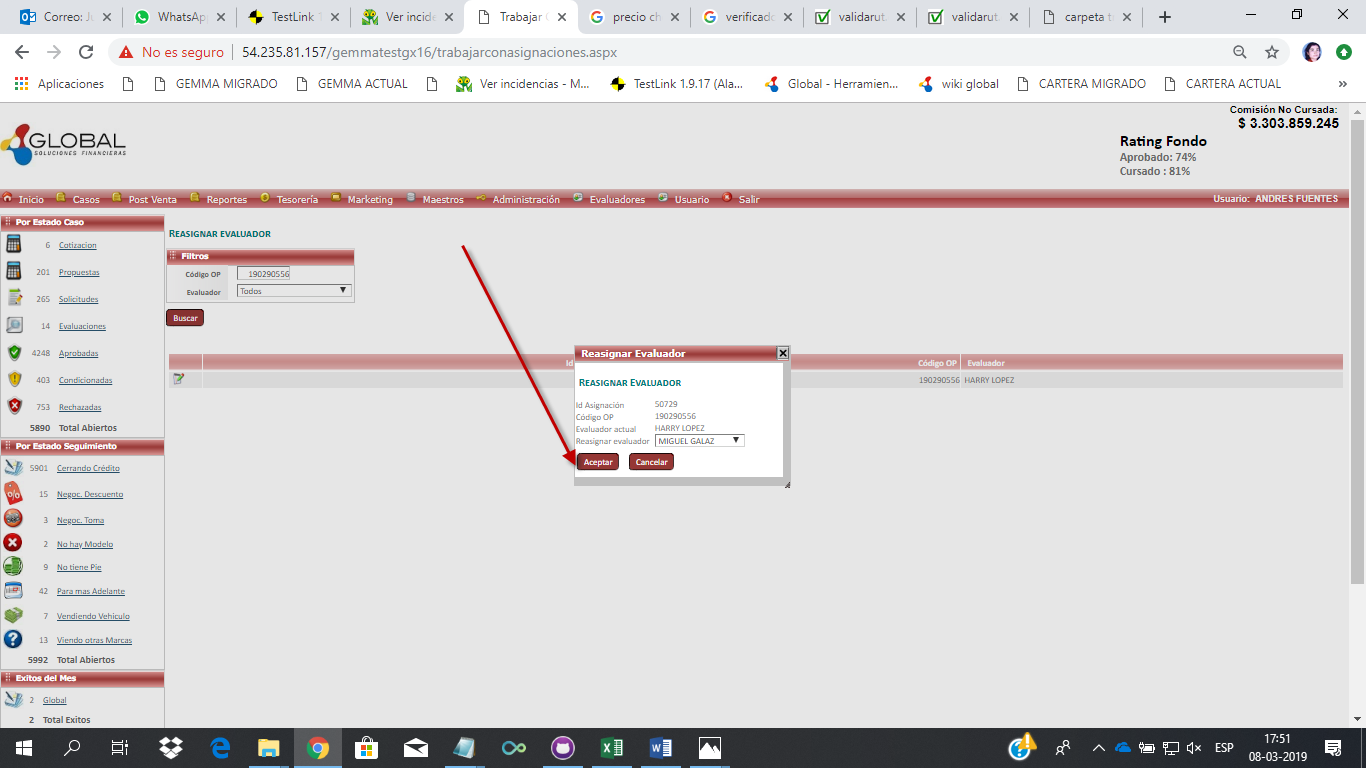 Correo: Ju
WhatsApp
TestLink 1
Ver incide
Trabajar C
precio ch
verificado
validarut.
validarut.
carpeta t
No es seguro | 54.235.81.157/gemmatestgx16/trabajarconasignaciones.aspx
Aplicaciones
GEMMA MIGRADO
GEMMA ACTUAL
Ver incidencias - M...
TestLink 1.9.17 (Ala...
Global - Herramien...
wiki global
CARTERA MIGRADO
CARTERA ACTUAL
»
GLOBAL
SOLUCIONES FINANCIERAS
Comisión No Cursada:
$ 3.303.859.245
Rating Fondo
Aprobado: 74%
Cursado : 81%
Inicio Casos Post Venta Reportes Tesorería Marketing Maestros Administración Evaluadores Usuario Salir
Usuario: ANDRES FUENTES
Por Estado Caso
6 Cotizacion
201 Propuestas
265 Solicitudes
14 Evaluaciones
4248 Aprobadas
403 Condicionadas
753 Rechazadas
5890 Total Abiertos
Por Estado Seguimiento
5901 Cerrando Crédito
15 Negoc. Descuento
3 Negoc. Toma
2 No hay Modelo
9 No tiene Pie
42 Para mas Adelante
7 Vendiendo Vehículo
13 Viendo otras Marcas
5992 Total Abiertos
Exitos del Mes
2 Global
2 Total Exitos
REASIGNAR EVALUADOR
Filtros
Código OP 190290556
Evaluador Todos
Buscar
Id
Código OP Evaluador
190290556 HARRY LOPEZ
Reasignar Evaluador
REASIGNAR EVALUADOR
Id Asignación 50729
Código OP 190290556
Evaluador actual HARRY LOPEZ
Reasignar evaluador MIGUEL GALAZ
Aceptar Cancelar
ESP
17:51
08-03-2019